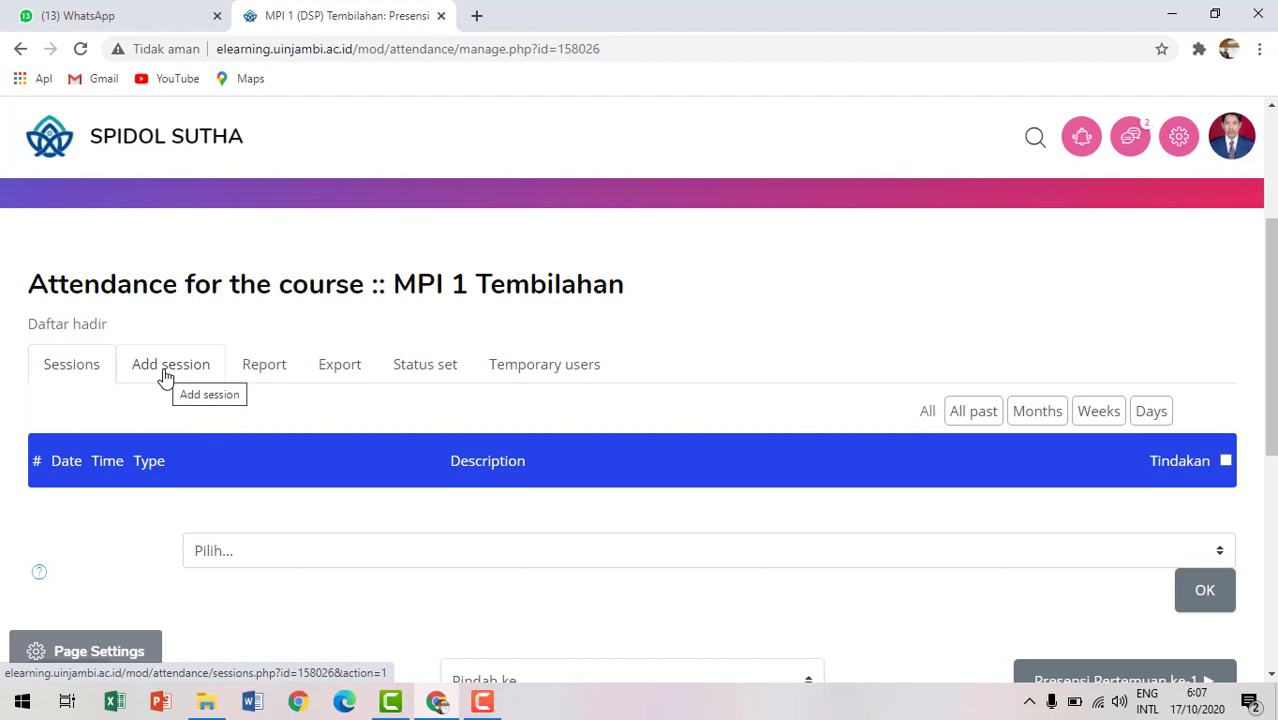 (13) WhatsApp
MPI 1 (DSP) Tembilahan: Presensi
Tidak aman
elearning.uinjambi.ac.id/mod/attendance/manage.php?id=158026
Apl Gmail YouTube Maps
SPIDOL SUTHA
2
Attendance for the course :: MPI 1 Tembilahan
Daftar hadir
Sessions Add session Report Export Status set Temporary users
Add session
All All past Months Weeks Days
# Date Time Type Description Tindakan
Pilih...
?
OK
Page Settings
elearning.uinjambi.ac.id/mod/attendance/sessions.php?id=158026&action=1
Pindah ke
Presensi Pertemuan ke-1 ►
ENG 6:07
INTL 17/10/2020 2